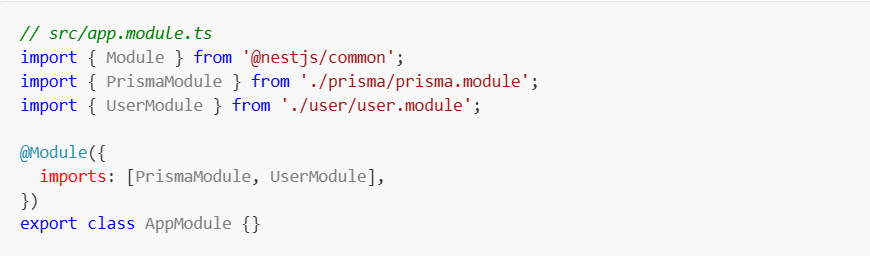 // src/app.module.ts
import { Module } from '@nestjs/common';
import { PrismaModule } from './prisma/prisma.module';
import { UserModule } from './user/user.module';

@Module({
  imports: [PrismaModule, UserModule],
})
export class AppModule {}